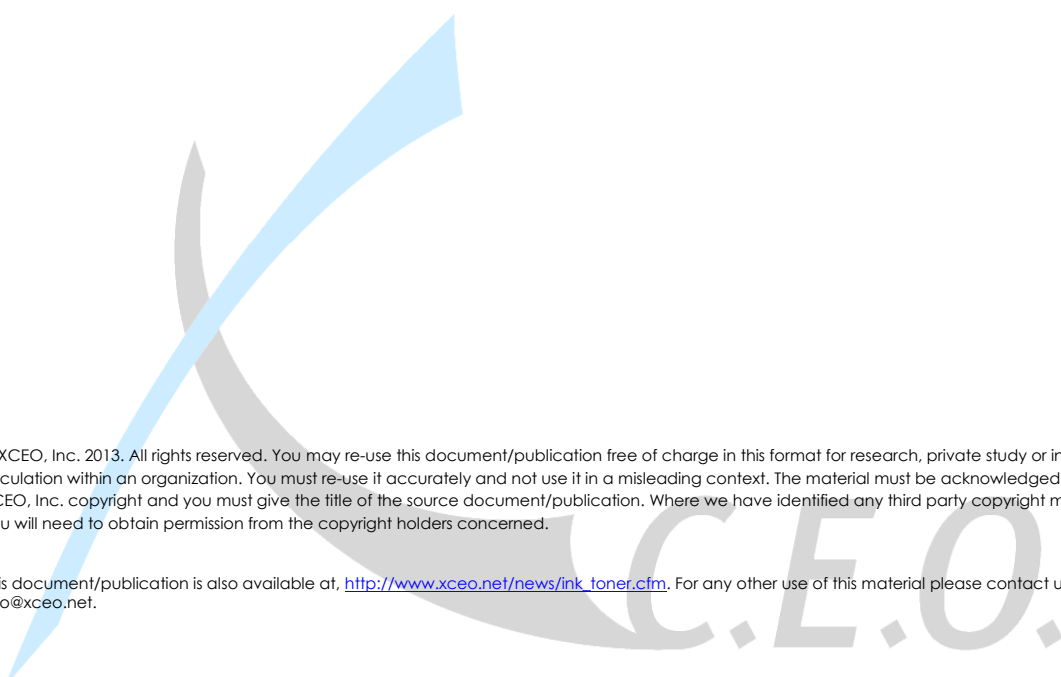 XCEO, Inc. 2013. All rights reserved. You may re-use this document/publication free of charge in this format for research, private study or in
culation within an organization. You must re-use it accurately and not use it in a misleading context. The material must be acknowledged
CEO, Inc. copyright and you must give the title of the source document/publication. Where we have identified any third party copyright m
u will need to obtain permission from the copyright holders concerned.
is document/publication is also available at, http://www.xceo.net/news/ink_toner.cfm. For any other use of this material please contact u
o@xceo.net.
C.E.O.